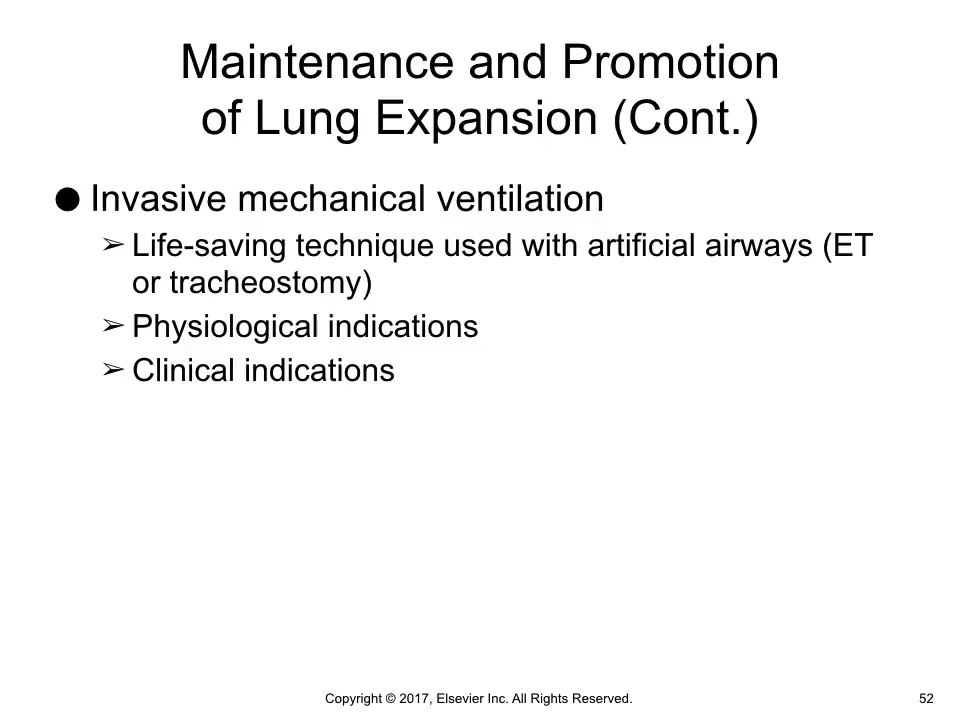 Maintenance and Promotion
of Lung Expansion (Cont.)
● Invasive mechanical ventilation
➢ Life-saving technique used with artificial airways (ET
or tracheostomy)
➢ Physiological indications
➢ Clinical indications
Copyright © 2017, Elsevier Inc. All Rights Reserved.
52